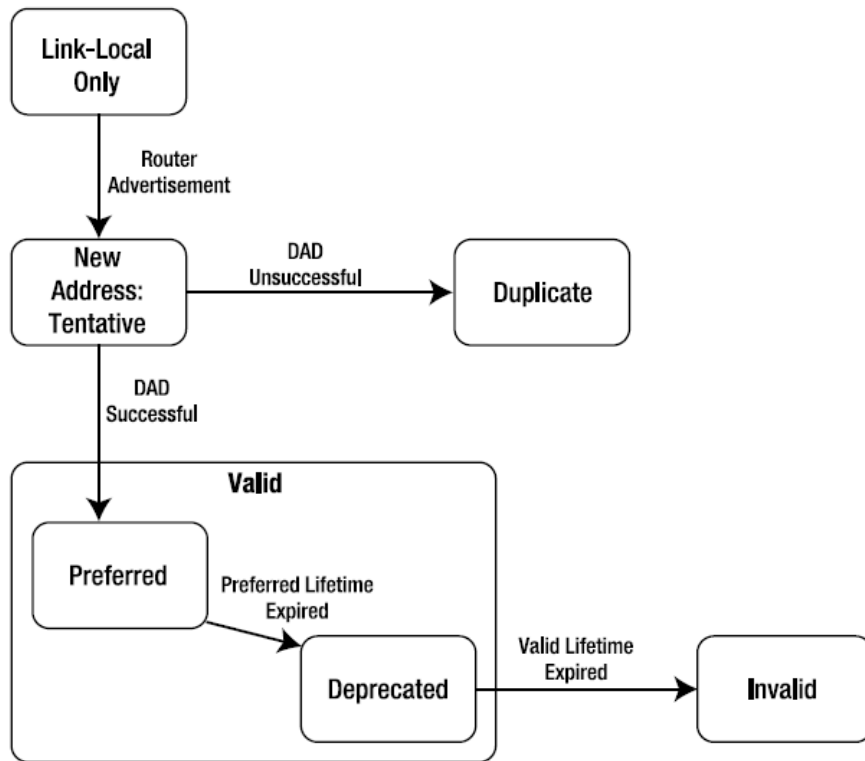 Link-Local
Only
Router
Advertisement
New
Address:
Tentative
DAD
Unsuccessful
Duplicate
DAD
Successful
Valid
Preferred
Preferred Lifetime
Expired
Deprecated
Valid Lifetime
Expired
Invalid